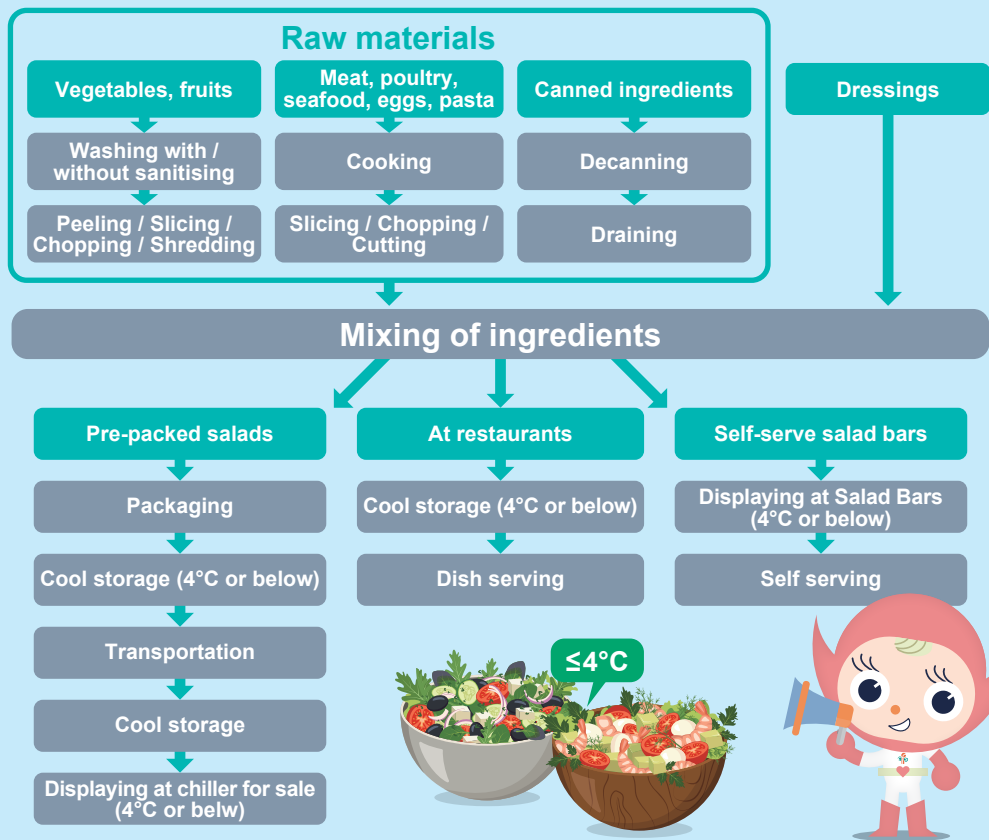 Raw materials
Vegetables, fruits
Washing with /
without sanitising
Peeling / Slicing /
Chopping / Shredding
Meat, poultry,
seafood, eggs, pasta
Cooking
Slicing / Chopping /
Cutting
Canned ingredients
Decanning
Draining
Dressings
Mixing of ingredients
Pre-packed salads
Packaging
Cool storage (4°C or below)
Transportation
Cool storage
Displaying at chiller for sale
(4°C or belw)
At restaurants
Cool storage (4°C or below)
Dish serving
Self-serve salad bars
Displaying at Salad Bars
(4°C or below)
Self serving
≤4°C